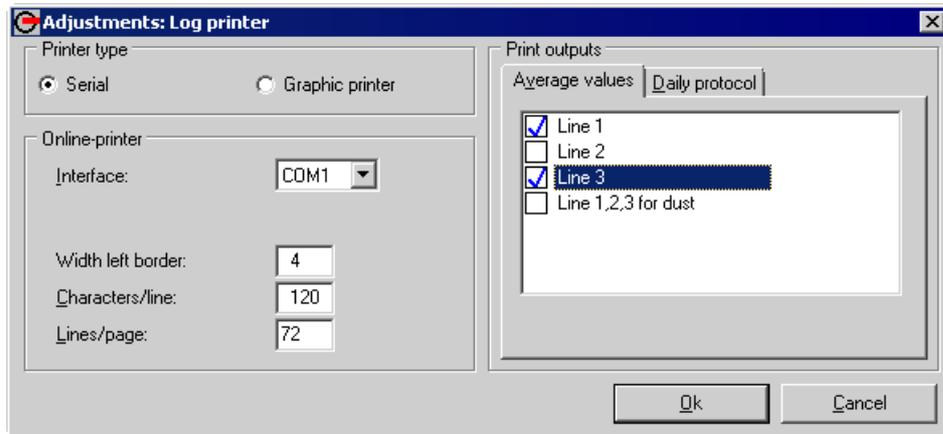 Adjustments: Log printer
Printer type
Serial
Graphic printer
Online-printer
Interface:
COM1
Width left border:
4
Characters/line:
120
Lines/page:
72
Print outputs
Average values
Daily protocol
Line 1
Line 2
Line 3
Line 1,2,3 for dust
Ok
Cancel